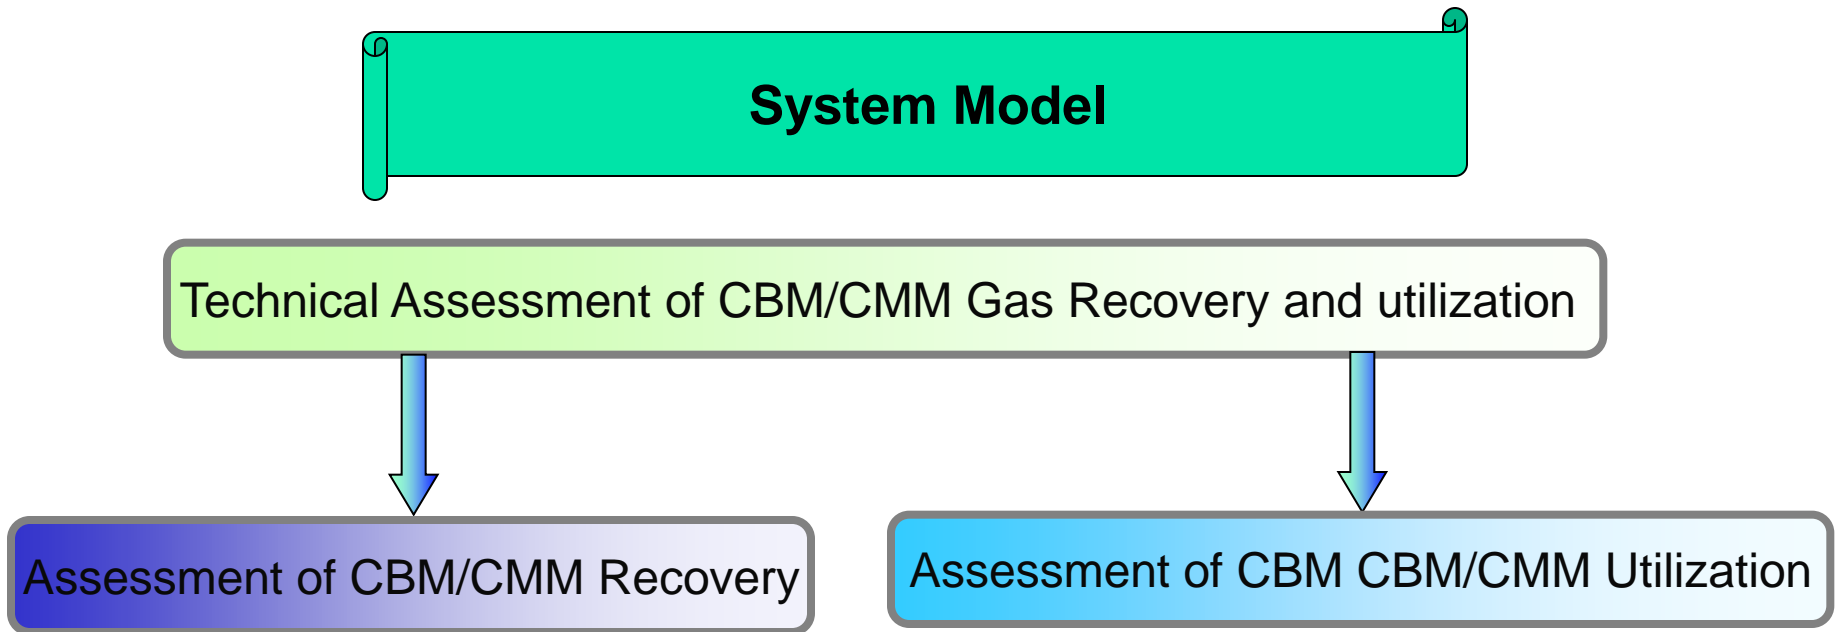 System Model
Technical Assessment of CBM/CMM Gas Recovery and utilization
Assessment of CBM/CMM Recovery
Assessment of CBM CBM/CMM Utilization